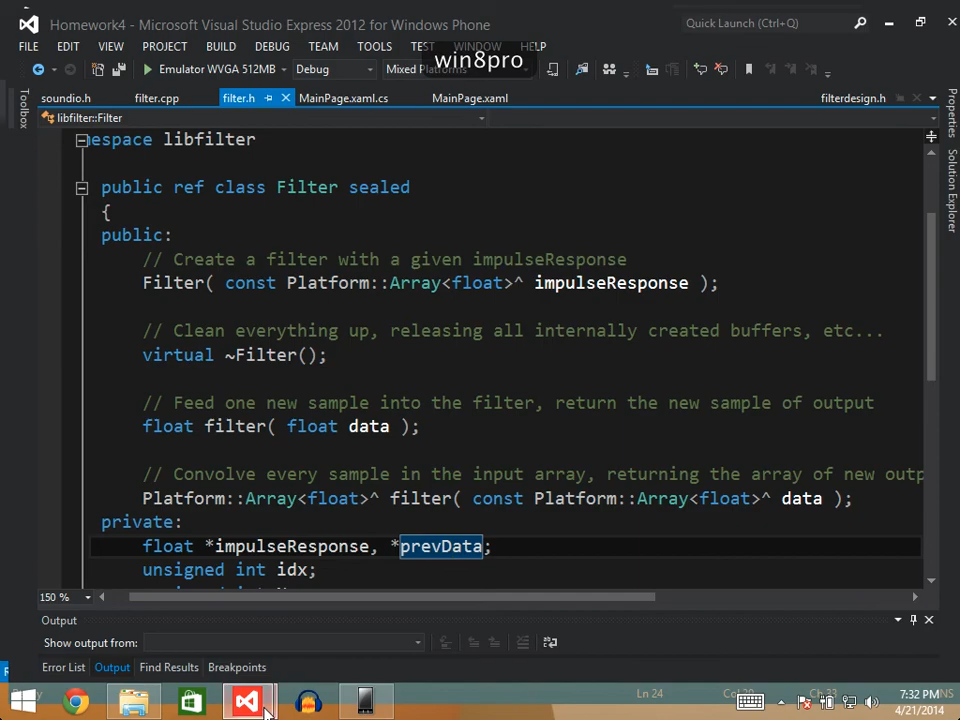 Homework4 - Microsoft Visual Studio Express 2012 for Windows Phone
Quick Launch (Ctrl+Q)
FILE EDIT VIEW PROJECT BUILD DEBUG TEAM TOOLS TEST WINDOW HELP
win8pro
Emulator WVGA 512MB Debug Mixed Platforms
Toolbox
soundio.h filter.cpp filter.h MainPage.xaml.cs MainPage.xaml filterdesign.h
libfilter::Filter
Properties
Solution Explorer
espace libfilter
public ref class Filter sealed
{
public:
// Create a filter with a given impulseResponse
Filter( const Platform::Array<float>^ impulseResponse );
// Clean everything up, releasing all internally created buffers, etc...
virtual ~Filter();
// Feed one new sample into the filter, return the new sample of output
float filter( float data );
// Convolve every sample in the input array, returning the array of new outp
Platform::Array<float>^ filter( const Platform::Array<float>^ data );
private:
float *impulseResponse, *prevData;
unsigned int idx;
150 %
Output
Show output from:
Error List Output Find Results Breakpoints
Ln 24
INS
7:32 PM
4/21/2014